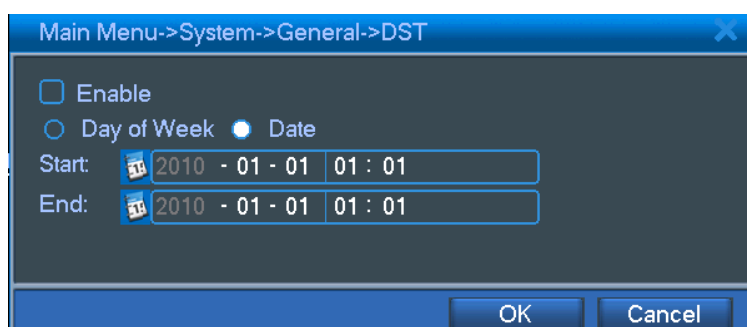 Main Menu->System->General->DST
Enable
Day of Week Date
Start: 2010 - 01 - 01 01 : 01
End: 2010 - 01 - 01 01 : 01
OK Cancel